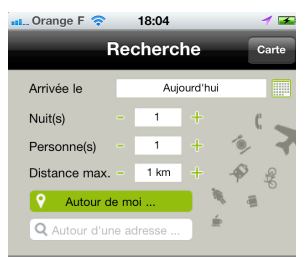 Orange F 18:04
Recherche Carte
Arrivée le Aujourd'hui
Nuit(s) - 1 +
Personne(s) - 1 +
Distance max. - 1 km +
Autour de moi ...
Autour d'une adresse ...